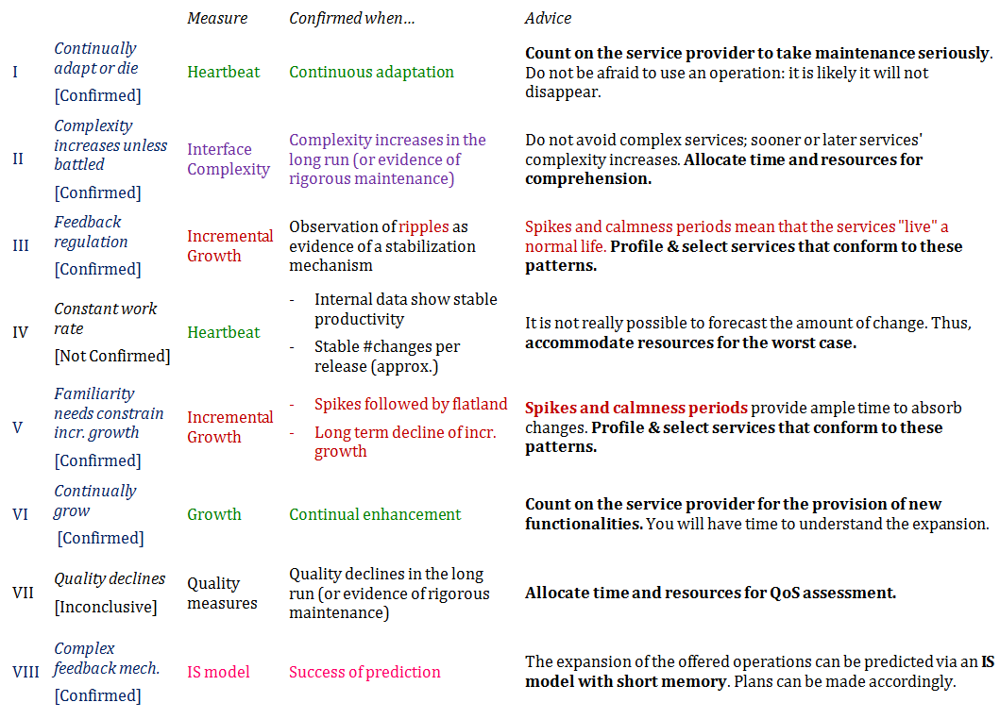 Measure Confirmed when… Advice
I
Continually
adapt or die
[Confirmed]
Heartbeat
Continuous adaptation
Count on the service provider to take maintenance seriously.
Do not be afraid to use an operation: it is likely it will not
disappear.
II
Complexity
increases unless
battled
[Confirmed]
Interface
Complexity
Complexity increases in the
long run (or evidence of
rigorous maintenance)
Do not avoid complex services; sooner or later services'
complexity increases. Allocate time and resources for
comprehension.
III
Feedback
regulation
[Confirmed]
Incremental
Growth
Observation of ripples as
evidence of a stabilization
mechanism
Spikes and calmness periods mean that the services "live" a
normal life. Profile & select services that conform to these
patterns.
IV
Constant work
rate
[Not Confirmed]
Heartbeat
- Internal data show stable
productivity
- Stable #changes per
release (approx.)
It is not really possible to forecast the amount of change. Thus,
accommodate resources for the worst case.
V
Familiarity
needs constrain
incr. growth
[Confirmed]
Incremental
Growth
- Spikes followed by flatland
- Long term decline of incr.
growth
Spikes and calmness periods provide ample time to absorb
changes. Profile & select services that conform to these
patterns.
VI
Continually
grow
[Confirmed]
Growth
Continual enhancement
Count on the service provider for the provision of new
functionalities. You will have time to understand the expansion.
VII
Quality declines
[Inconclusive]
Quality
measures
Quality declines in the long
run (or evidence of rigorous
maintenance)
Allocate time and resources for QoS assessment.
VIII
Complex
feedback mech.
[Confirmed]
IS model
Success of prediction
The expansion of the offered operations can be predicted via an IS
model with short memory. Plans can be made accordingly.